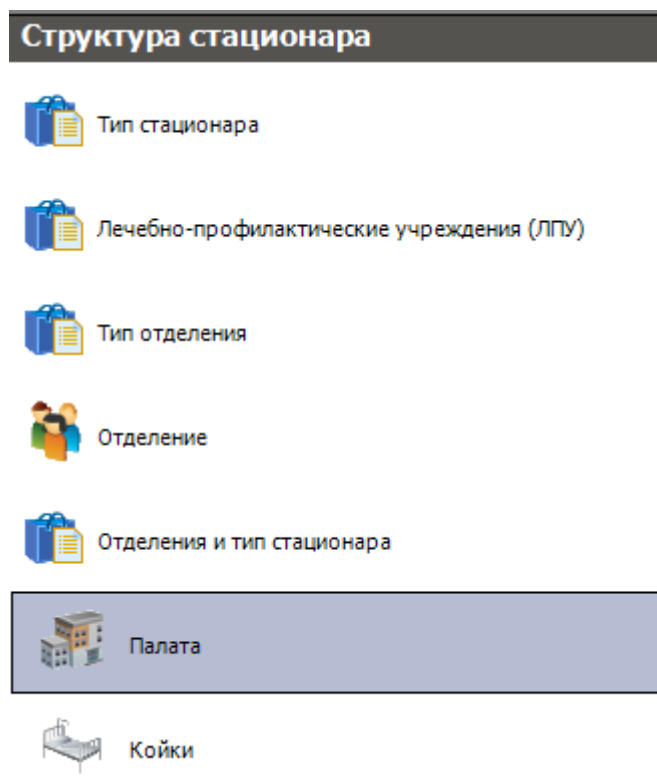 Структура стационара
Тип стационара
Лечебно-профилактические учреждения (ЛПУ)
Тип отделения
Отделение
Отделения и тип стационара
Палата
Койки